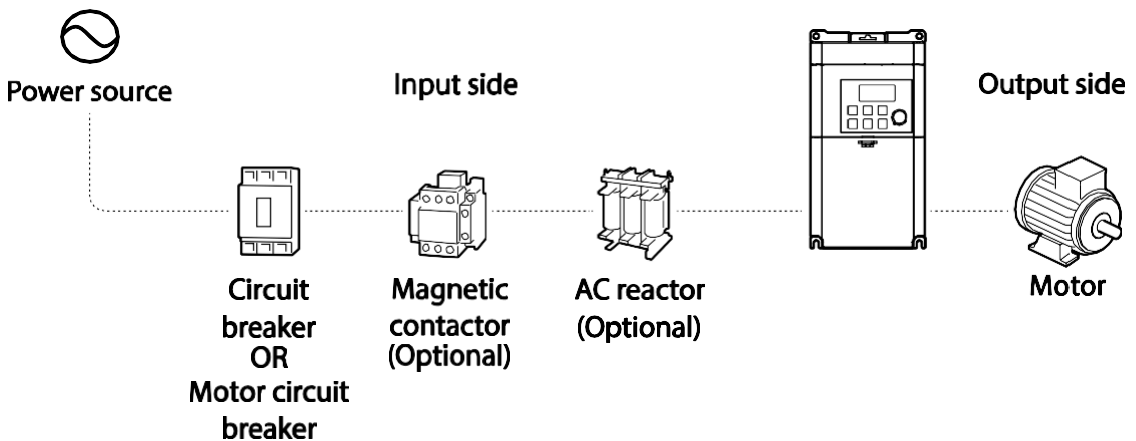 Power source
Input side
Output side
Circuit
breaker
OR
Motor circuit
breaker
Magnetic
contactor
(Optional)
AC reactor
(Optional)
Motor